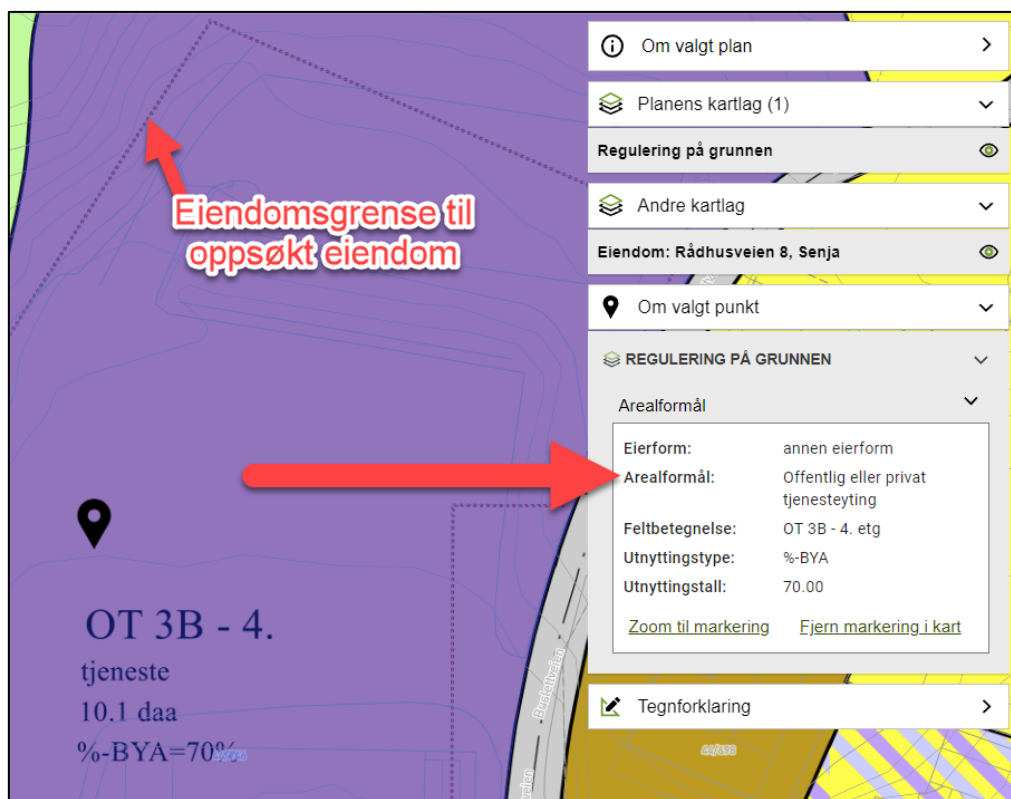 Om valgt plan
Planens kartlag (1)
Regulering på grunnen
Andre kartlag
Eiendom: Rådhusveien 8, Senja
Om valgt punkt
REGULERING PÅ GRUNNEN
Arealformål
Eierform: annen eierform
Arealformål: Offentlig eller privat
tjenesteyting
Feltbetegnelse: OT 3B - 4. etg
Utnyttingstype: %-BYA
Utnyttingstall: 70.00
Zoom til markering Fjern markering i kart
Tegnforklaring
Eiendomsgrense til
oppsøkt eiendom
OT 3B - 4.
tjeneste
10.1 daa
%-BYA=70%
44/498